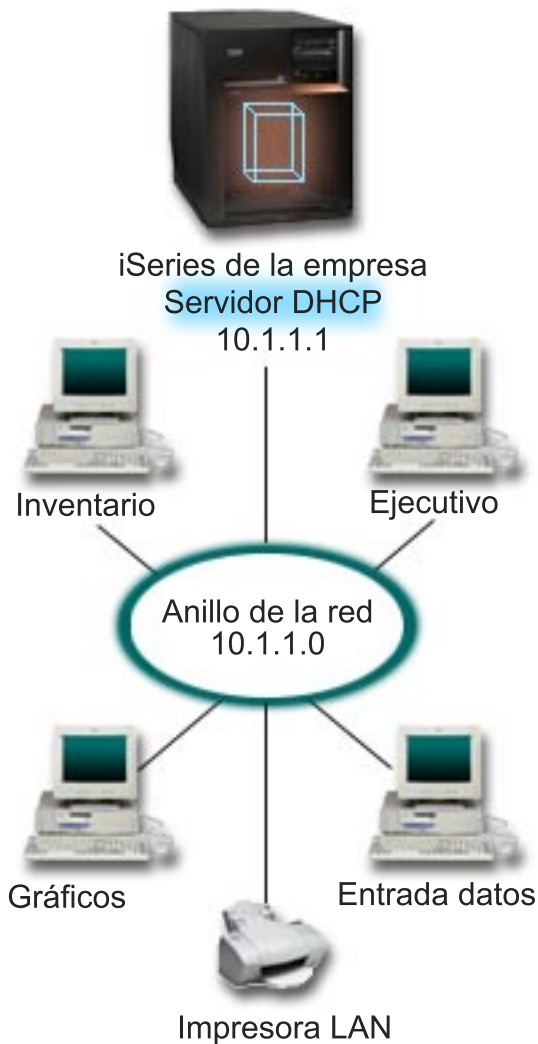 iSeries de la empresa
Servidor DHCP
10.1.1.1
Inventario
Ejecutivo
Anillo de la red
10.1.1.0
Gráficos
Entrada datos
Impresora LAN